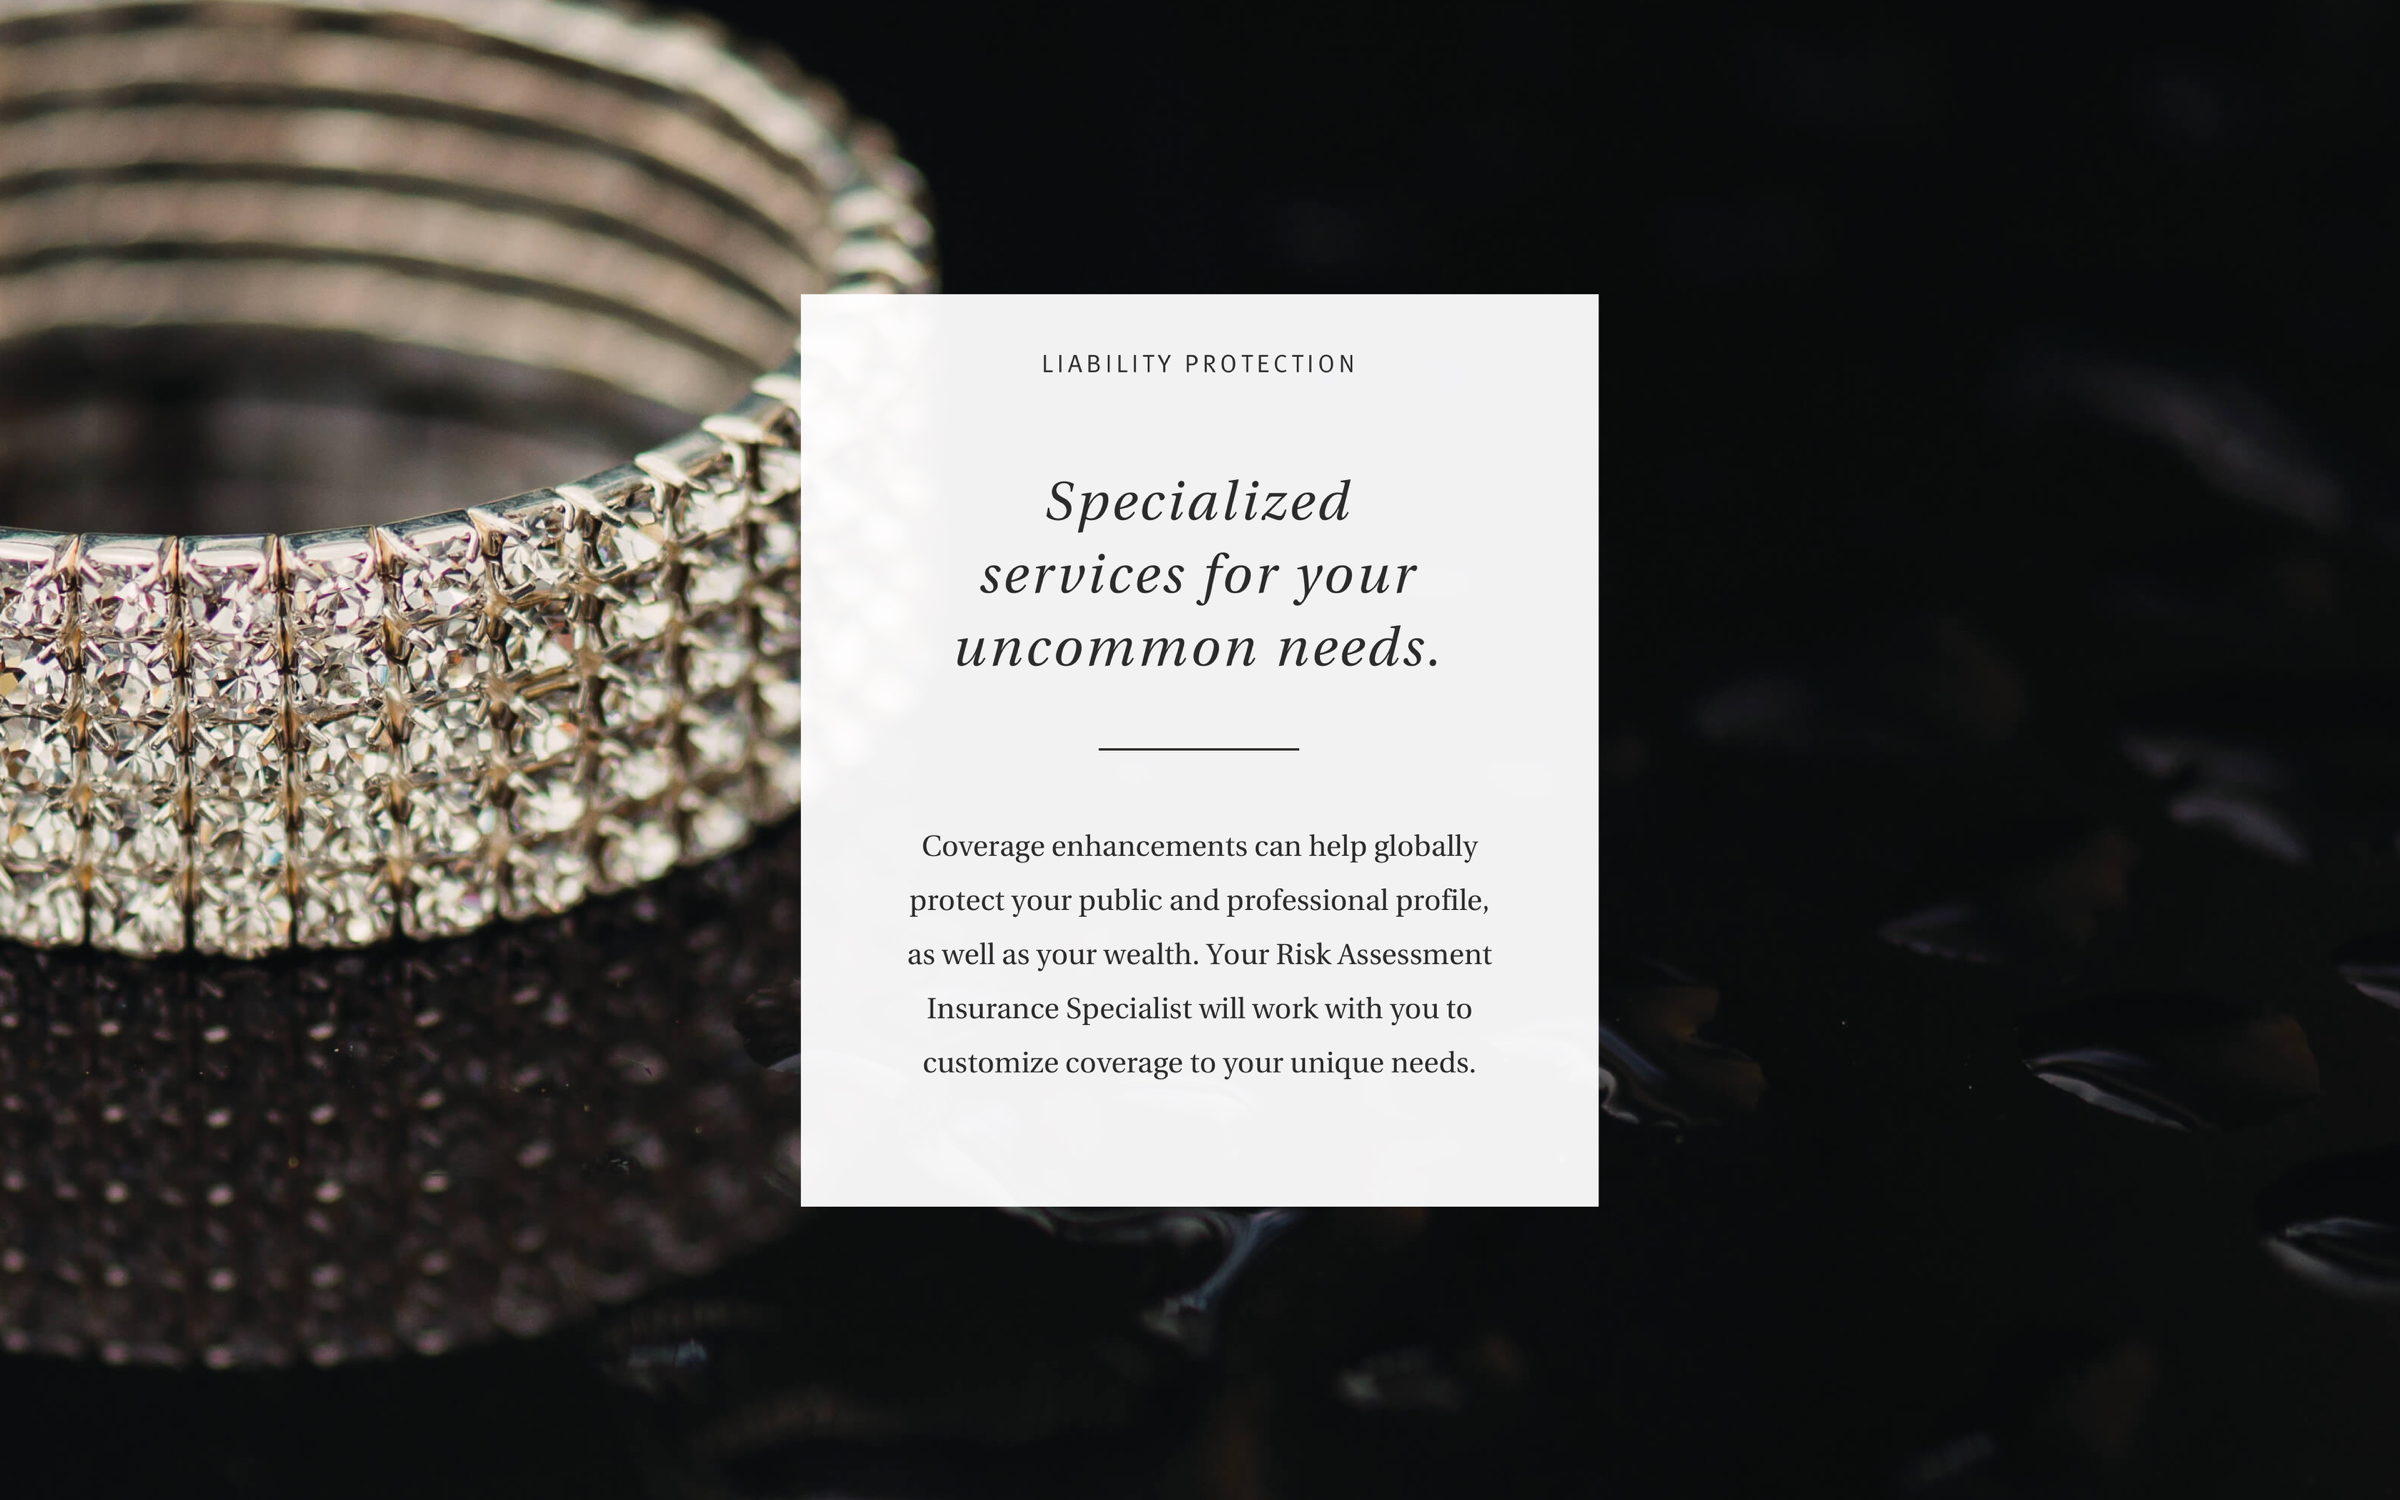 LIABILITY PROTECTION
Specialized
services for your
uncommon needs.
Coverage enhancements can help globally
protect your public and professional profile,
as well as your wealth. Your Risk Assessment
Insurance Specialist will work with you to
customize coverage to your unique needs.